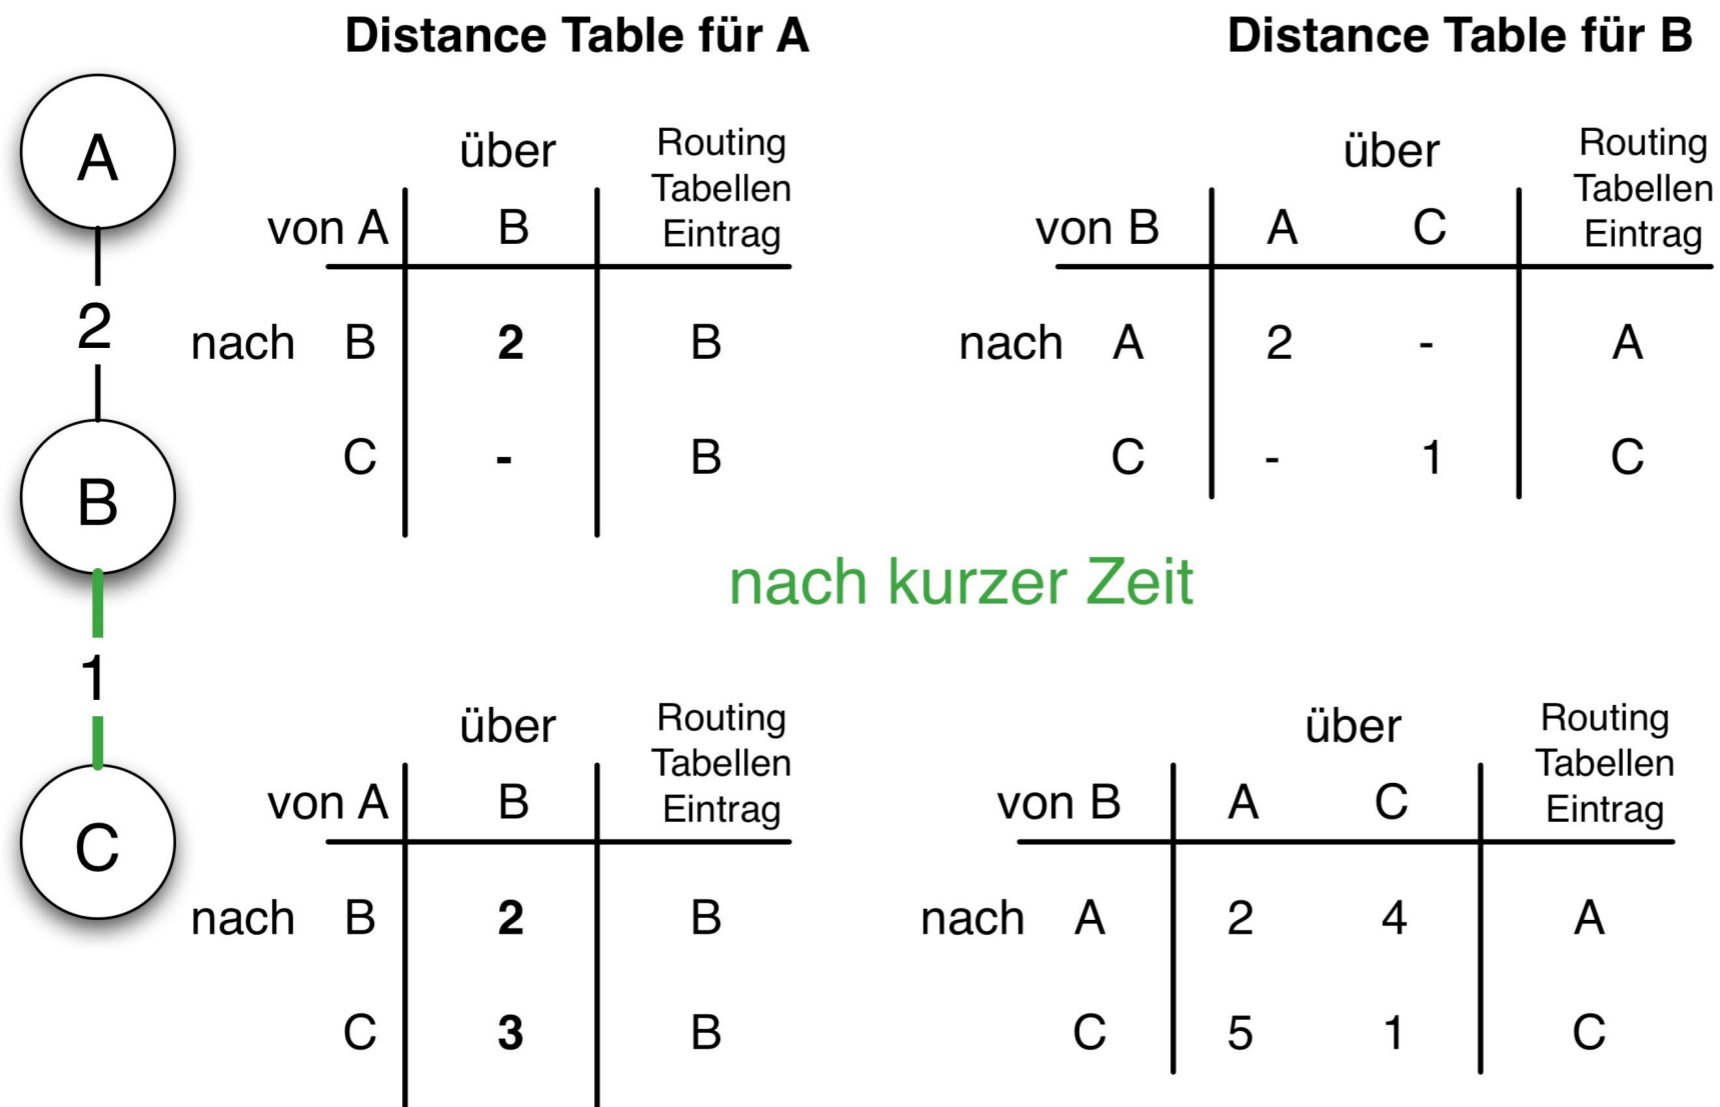 Distance Table für A
Distance Table für B
A
2
B
1
C
über
Routing
Tabellen
Eintrag
von A B
nach B 2 B
C - B
über
Routing
Tabellen
Eintrag
von B A C
nach A 2 - A
C - 1 C
nach kurzer Zeit
über
Routing
Tabellen
Eintrag
von A B
nach B 2 B
C 3 B
über
Routing
Tabellen
Eintrag
von B A C
nach A 2 4 A
C 5 1 C